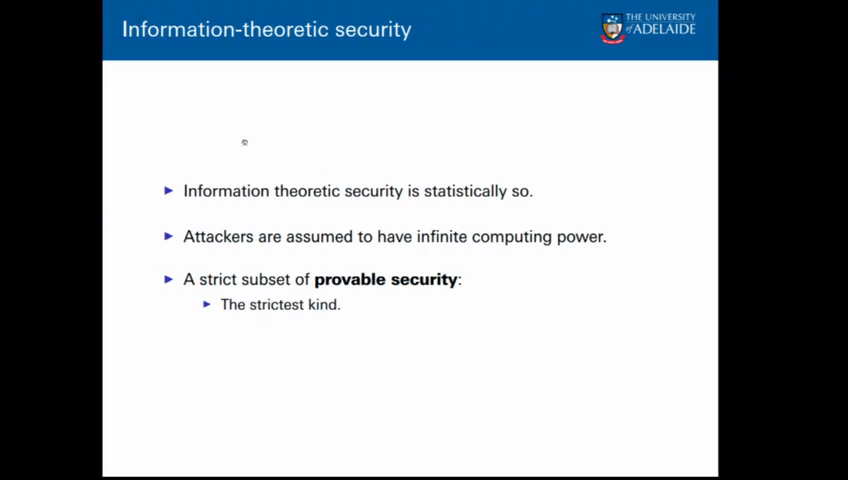 Information-theoretic security
THE UNIVERSITY
of ADELAIDE
Information theoretic security is statistically so.
Attackers are assumed to have infinite computing power.
A strict subset of provable security:
The strictest kind.